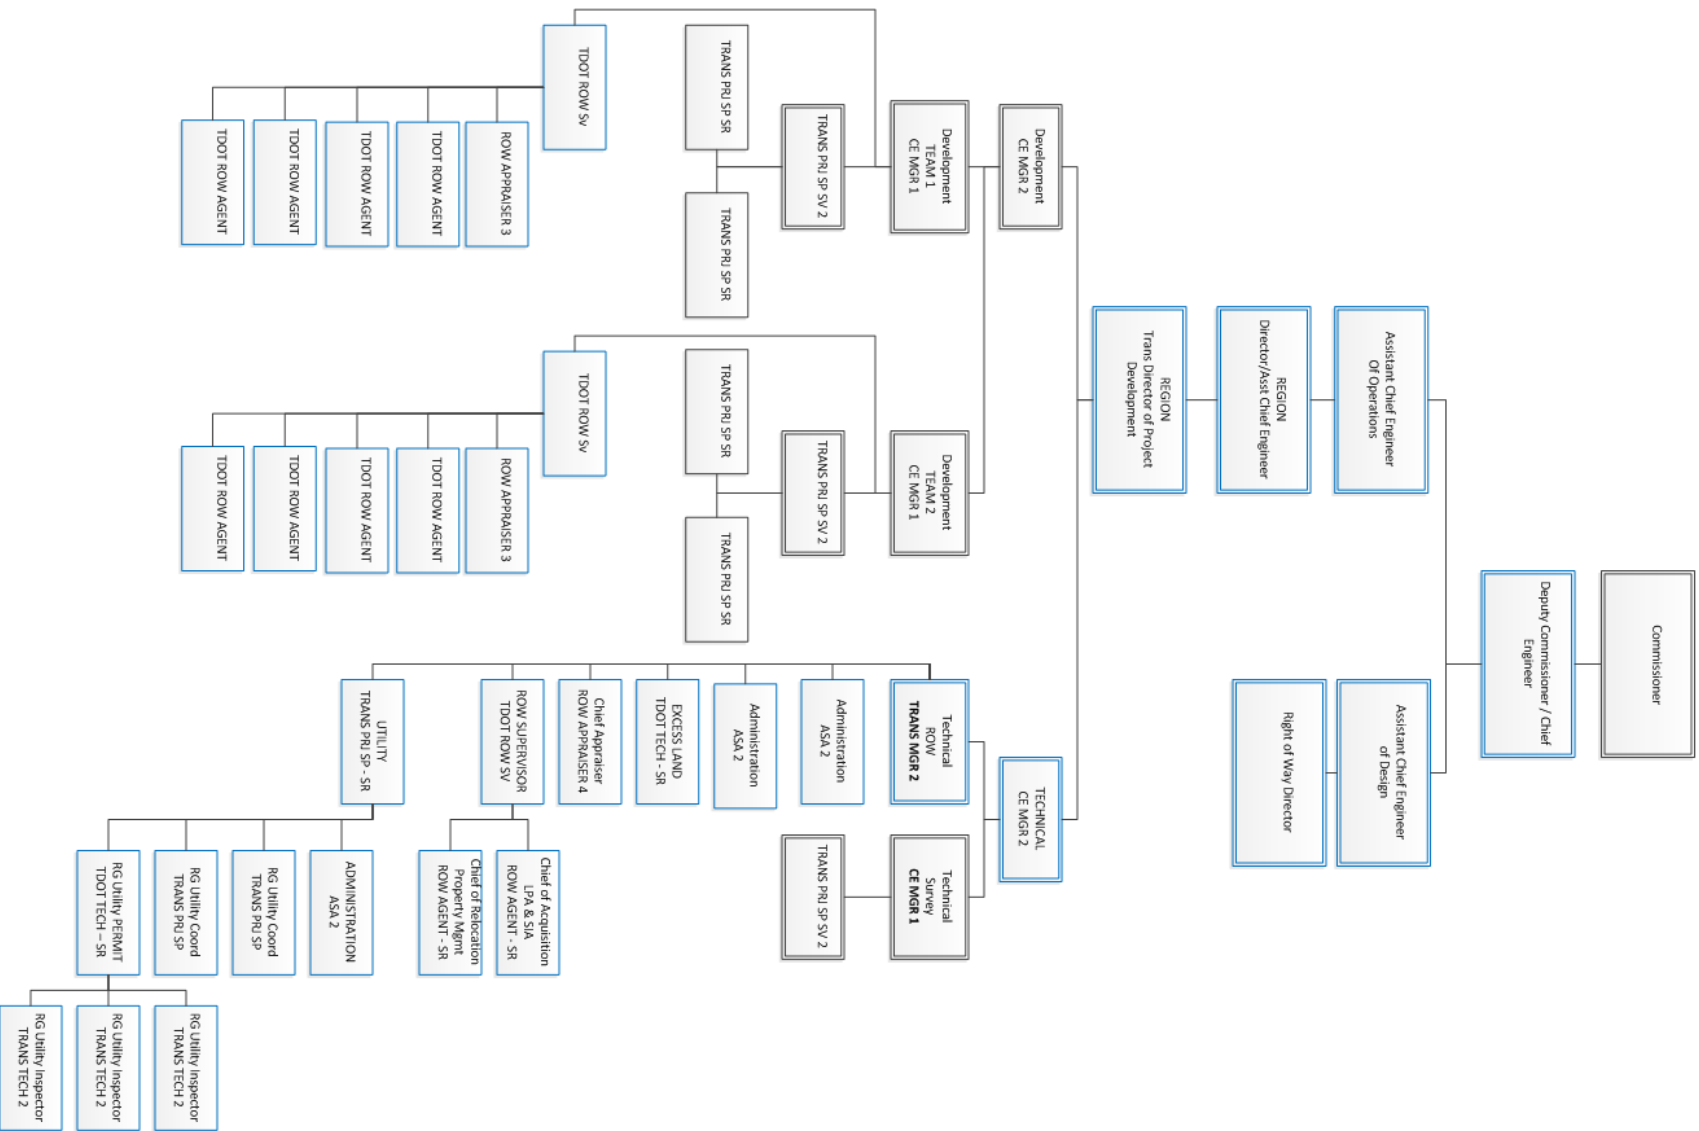 Commissioner
Deputy Commissioner / Chief
Engineer
Assistant Chief Engineer
Of Operations
Assistant Chief Engineer
of Design
REGION
Director/Asst Chief Engineer
Right of Way Director
REGION
Trans Director of Project
Development
Development
CE MGR 2
TECHNICAL
CE MGR 2
Development
TEAM 1
CE MGR 1
Development
TEAM 2
CE MGR 1
Technical
ROW
TRANS MGR 2
Technical
Survey
CE MGR 1
TRANS PRJ SP SV 2
TRANS PRJ SP SV 2
Administration
ASA 2
TRANS PRJ SP SV 2
TRANS PRJ SP SR
TRANS PRJ SP SR
TRANS PRJ SP SR
TRANS PRJ SP SR
Administration
ASA 2
EXCESS LAND
TDOT TECH - SR
TDOT ROW Sv
TDOT ROW Sv
Chief Appraiser
ROW APPRAISER 4
ROW APPRAISER 3
ROW APPRAISER 3
ROW SUPERVISOR
TDOT ROW SV
Chief of Acquisition
LPA & SIA
ROW AGENT - SR
Chief of Relocation
Property Mgmt
ROW AGENT - SR
TDOT ROW AGENT
TDOT ROW AGENT
TDOT ROW AGENT
TDOT ROW AGENT
UTILITY
TRANS PRJ SP - SR
ADMINISTRATION
ASA 2
TDOT ROW AGENT
TDOT ROW AGENT
RG Utility Coord
TRANS PRJ SP
TDOT ROW AGENT
TDOT ROW AGENT
RG Utility Coord
TRANS PRJ SP
RG Utility PERMIT
TDOT TECH – SR
RG Utility Inspector
TRANS TECH 2
RG Utility Inspector
TRANS TECH 2
RG Utility Inspector
TRANS TECH 2